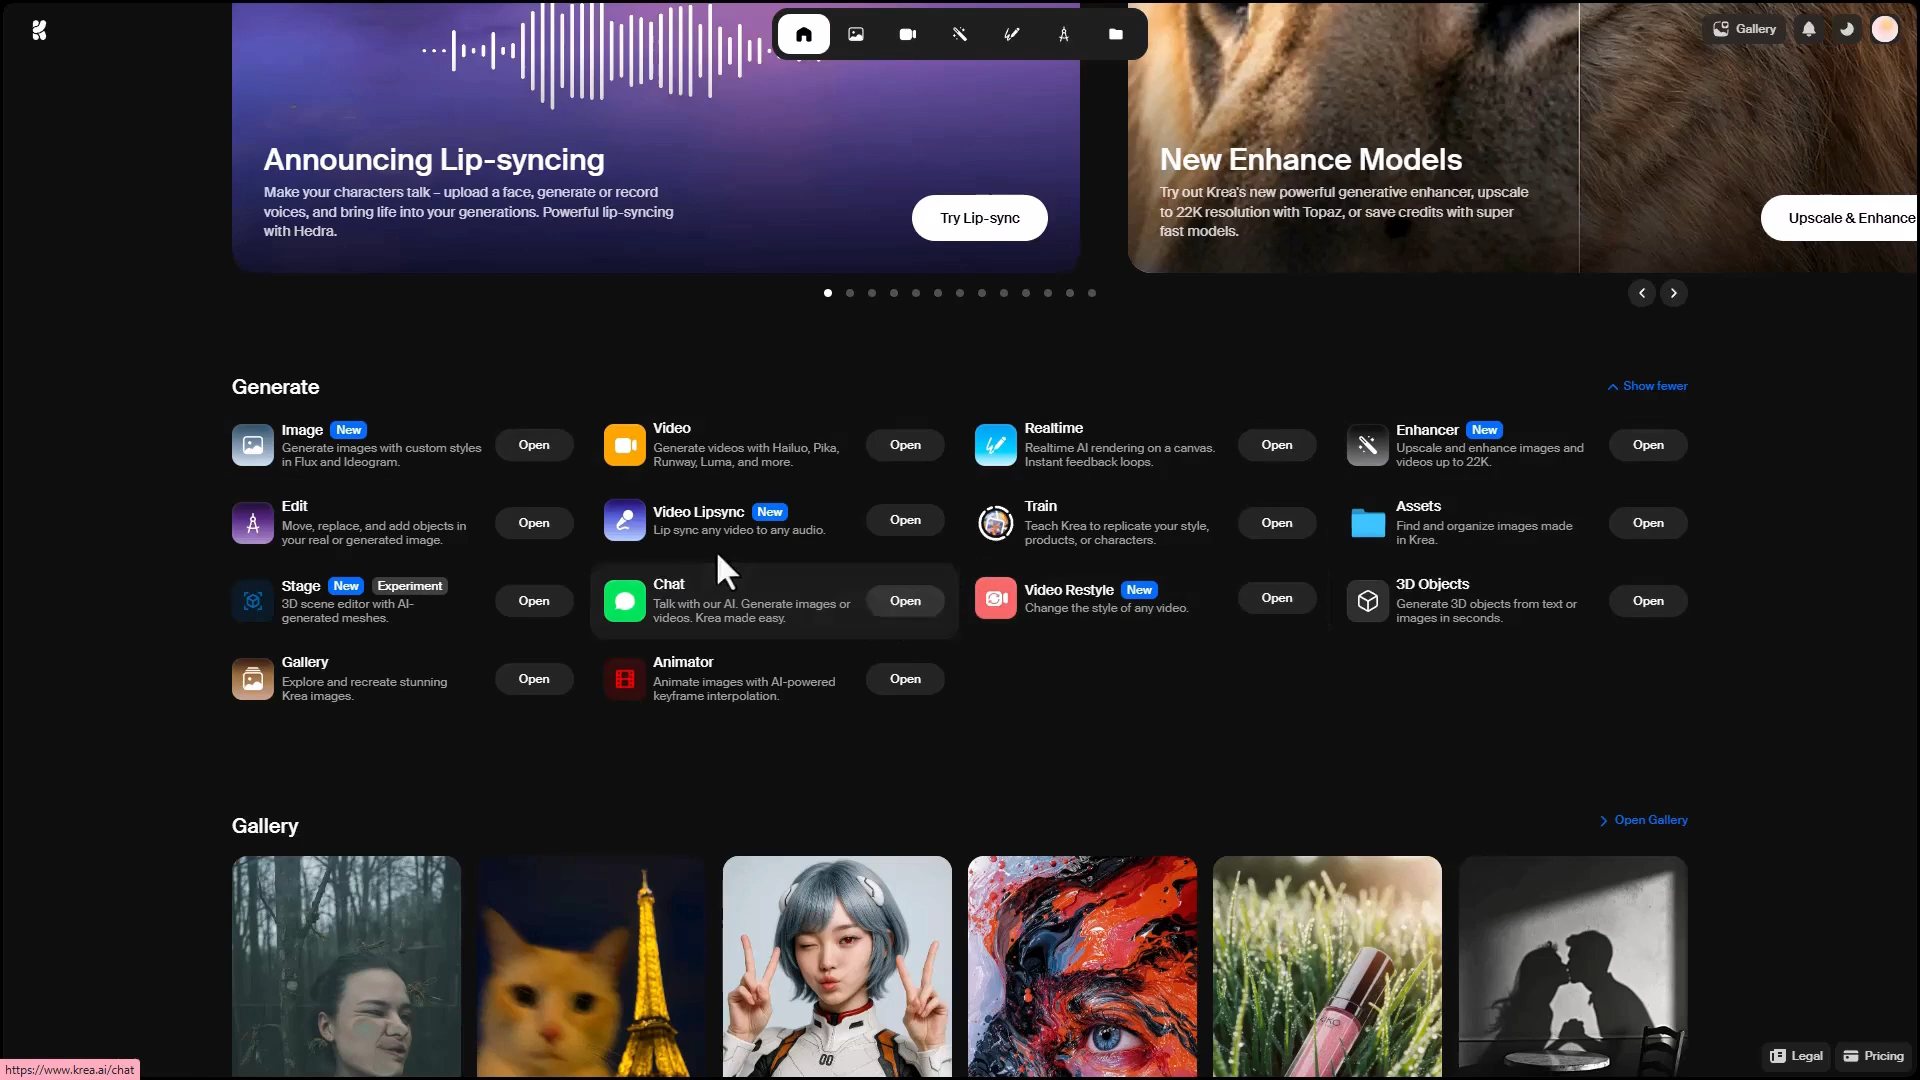 Gallery
Announcing Lip-syncing
Make your characters talk – upload a face, generate or record
voices, and bring life into your generations. Powerful lip-syncing
with Hedra.
Try Lip-sync
New Enhance Models
Try out Krea's new powerful generative enhancer, upscale
to 22K resolution with Topaz, or save credits with super
fast models.
Upscale & Enhance
Generate
Show fewer
Image New
Generate images with custom styles
in Flux and Ideogram.
Open
Video
Generate videos with Hailuo, Pika,
Runway, Luma, and more.
Open
Realtime
Realtime AI rendering on a canvas.
Instant feedback loops.
Open
Enhancer New
Upscale and enhance images and
videos up to 22K.
Open
Edit
Move, replace, and add objects in
your real or generated image.
Open
Video Lipsync New
Lip sync any video to any audio.
Open
Train
Teach Krea to replicate your style,
products, or characters.
Open
Assets
Find and organize images made
in Krea.
Open
Stage New Experiment
3D scene editor with AI-
generated meshes.
Open
Chat
Talk with our AI. Generate images or
videos. Krea made easy.
Open
Video Restyle New
Change the style of any video.
Open
3D Objects
Generate 3D objects from text or
images in seconds.
Open
Gallery
Explore and recreate stunning
Krea images.
Open
Animator
Animate images with AI-powered
keyframe interpolation.
Open
Gallery
Open Gallery
00
Legal
Pricing
https://www.krea.ai/chat